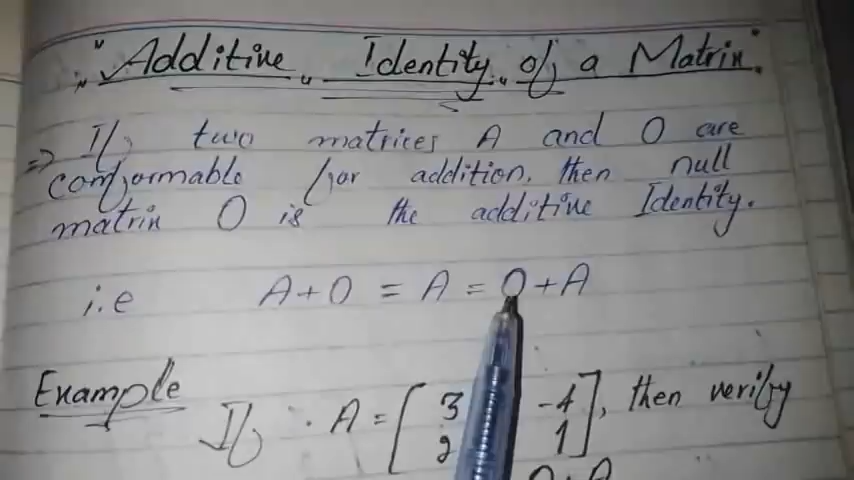 "Additive Identity of a Matrix"
⇒ If two matrices A and O are
conformable for addition, then null
matrix O is the additive Identity.
i.e A+O = A = O+A
Example
If A = [ 3 -4
2 1 ], then verify
O + A